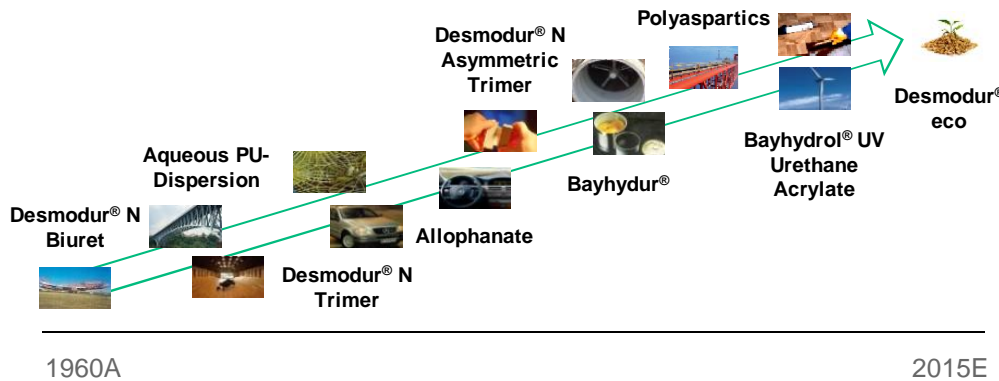 Polyaspartics
Desmodur® N
Asymmetric
Trimer
Desmodur®
eco
Bayhydrol® UV
Urethane
Acrylate
Aqueous PU-
Dispersion
Bayhydur®
Desmodur® N
Biuret
Allophanate
Desmodur® N
Trimer
1960A
2015E